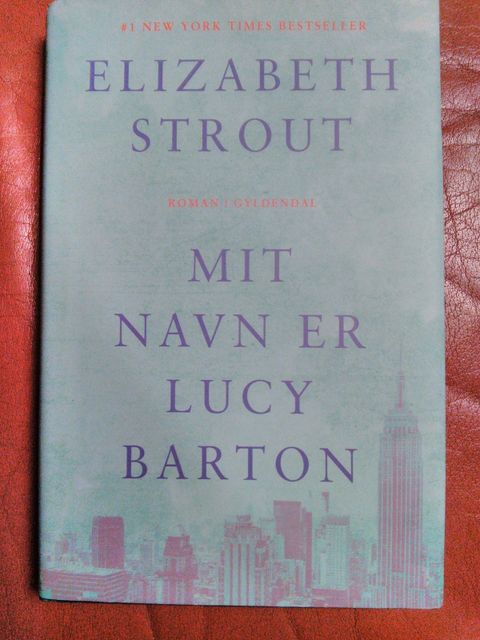 #1 NEW YORK TIMES BESTSELLER
ELIZABETH
STROUT
ROMAN | GYLDENDAL
MIT
NAVN ER
LUCY
BARTON